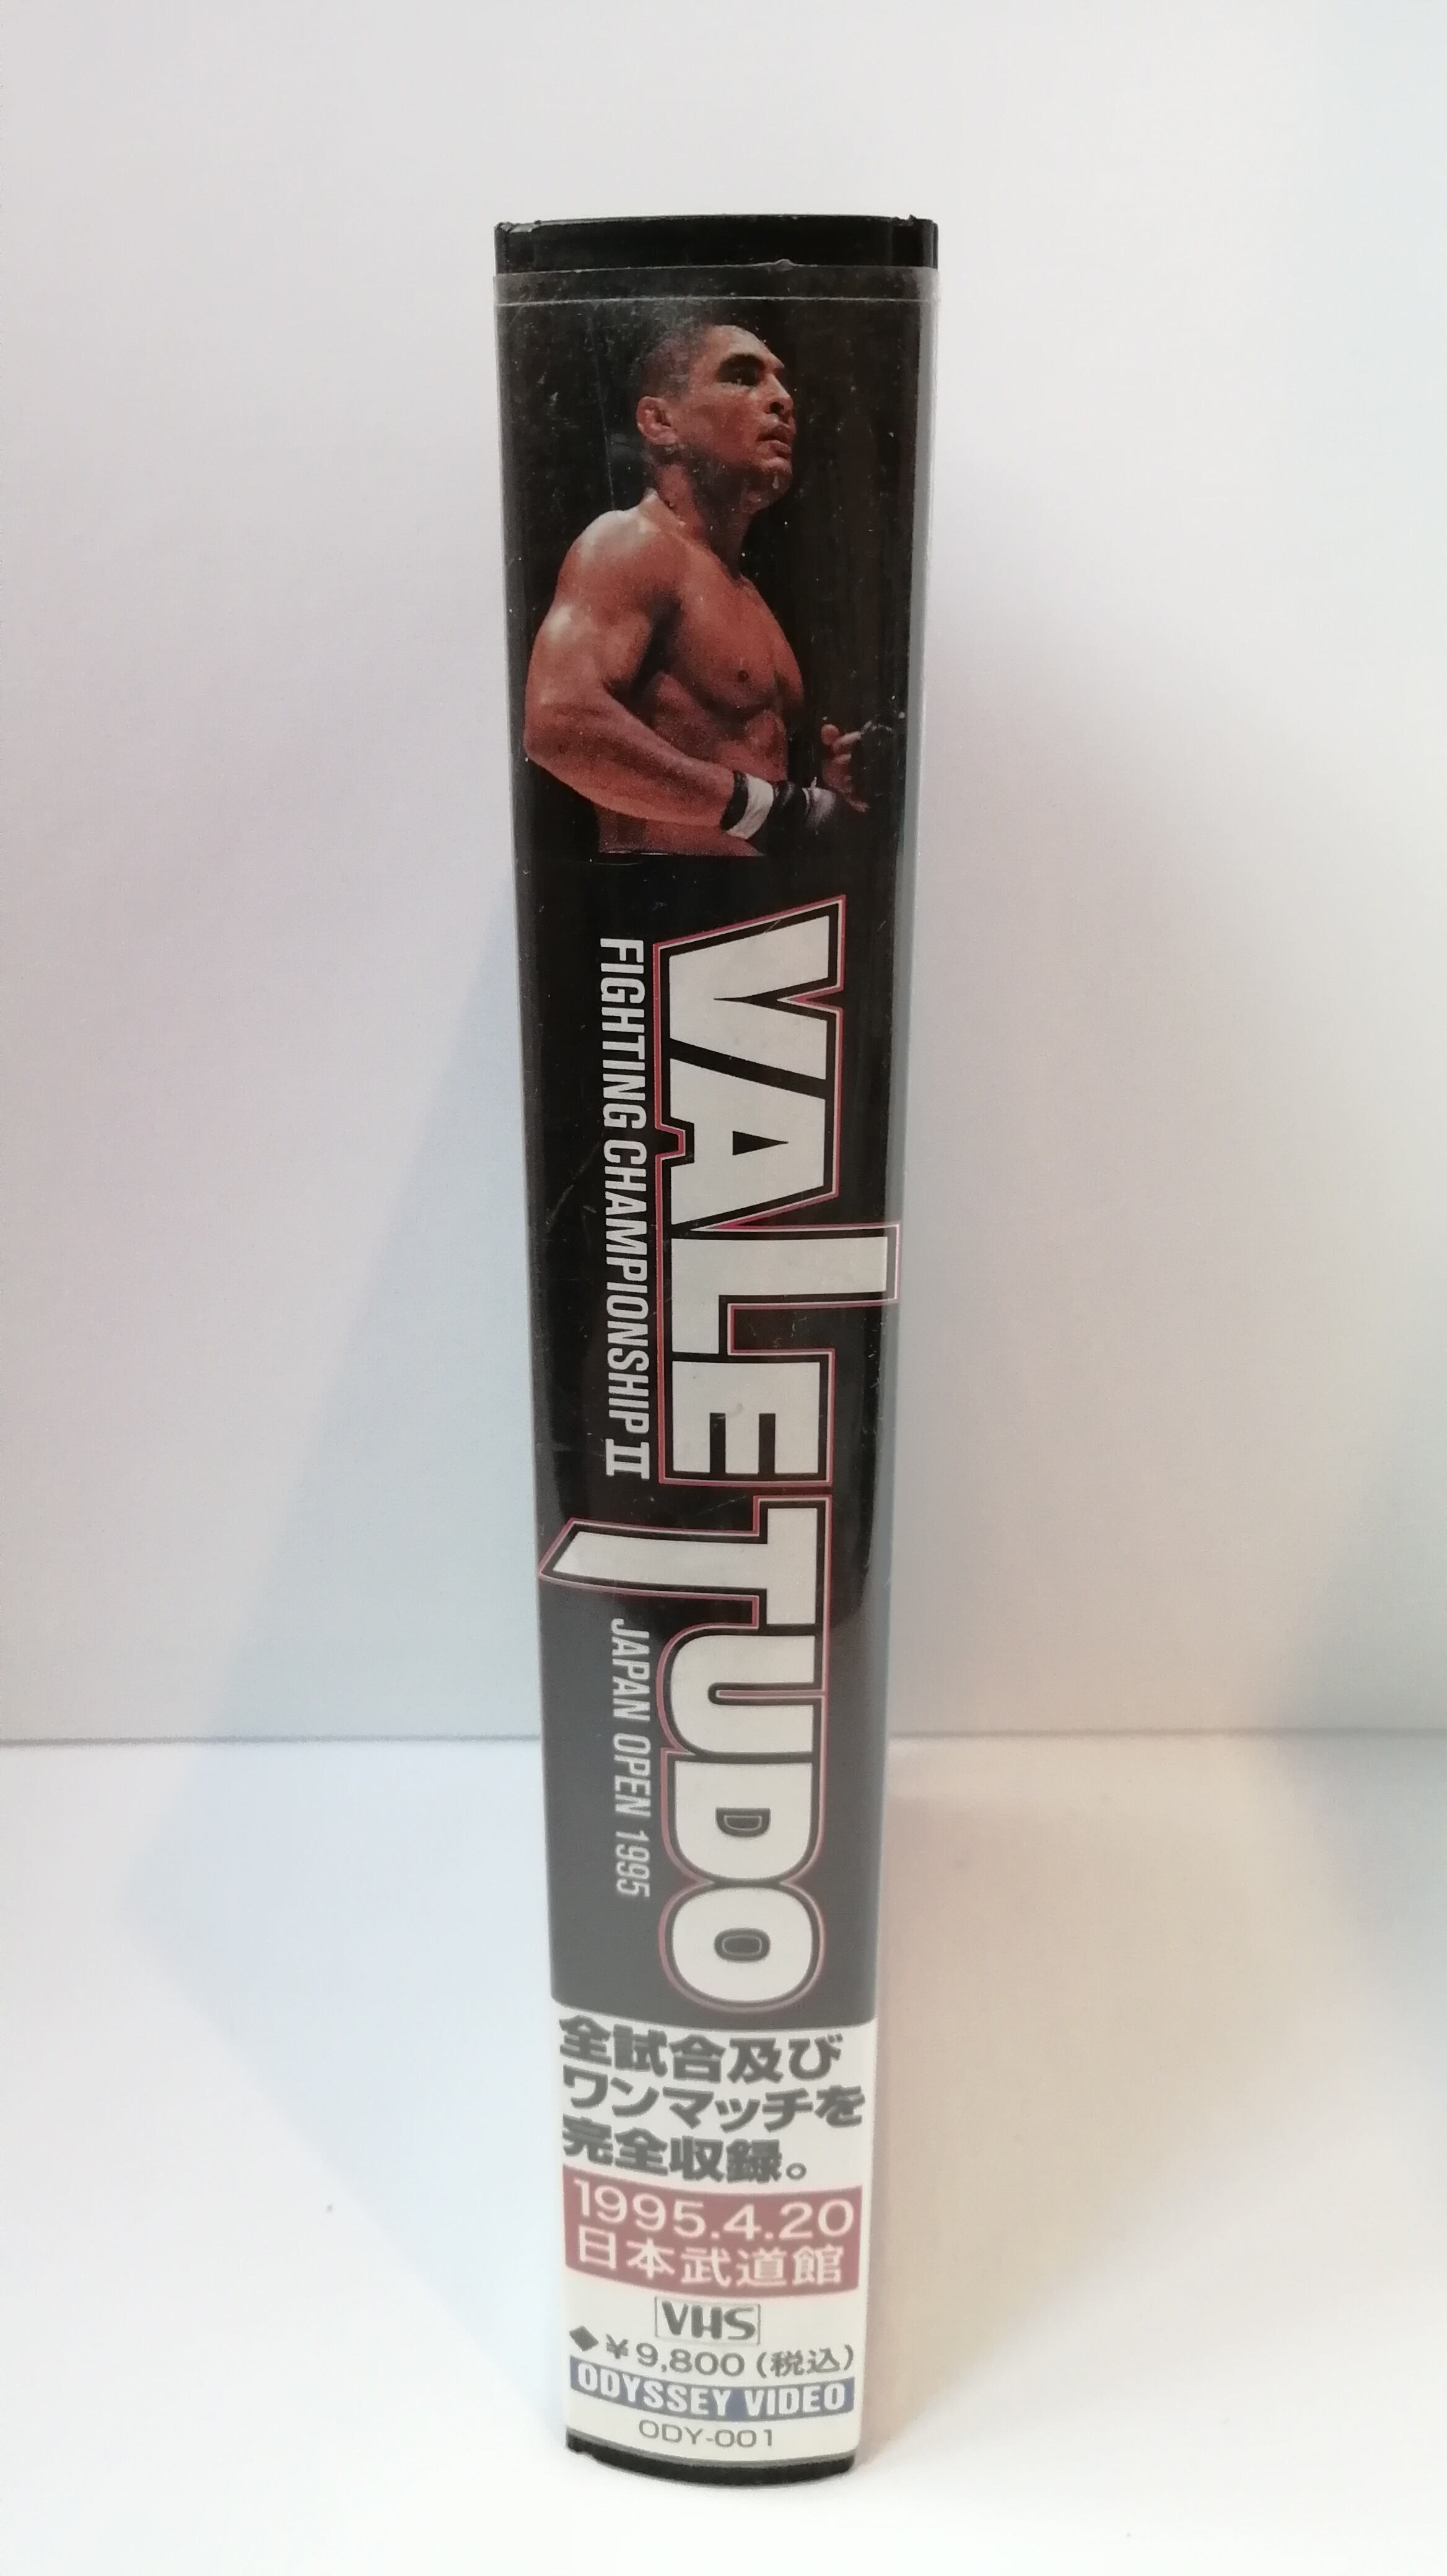 VALE TUDO
FIGHTING CHAMPIONSHIP II
JAPAN OPEN 1995
全試合及び
ワンマッチを
完全収録。
1995.4.20
日本武道館
VHS
◆¥9,800(税込)
ODYSSEY VIDEO
ODY-001